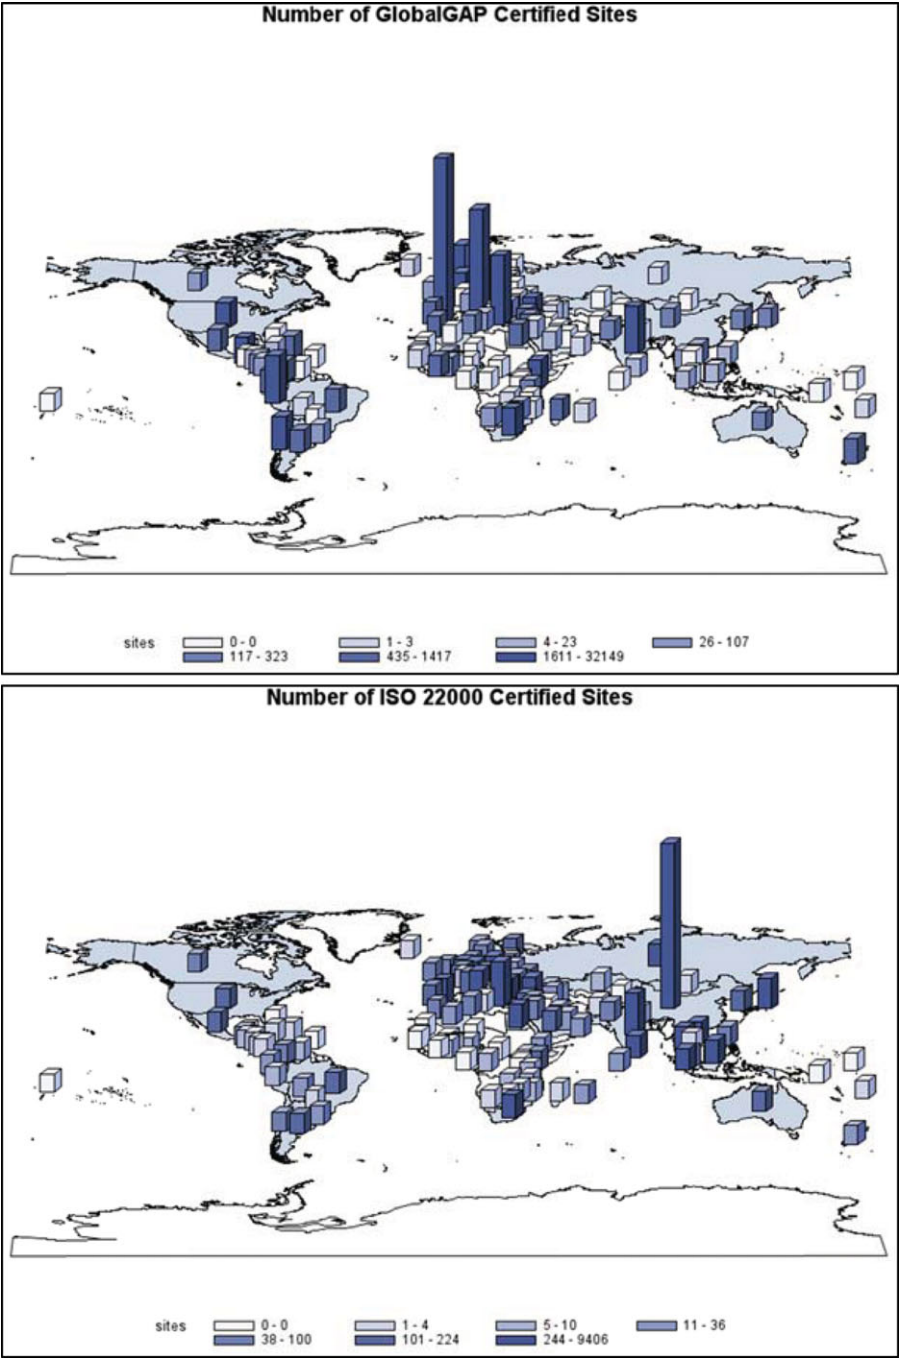 Number of GlobalGAP Certified Sites
sites 0 - 0 1 - 3 4 - 23 26 - 107
117 - 323 435 - 1417 1611 - 32149
Number of ISO 22000 Certified Sites
sites 0 - 0 1 - 4 5 - 10 11 - 36
38 - 100 101 - 224 244 - 9406